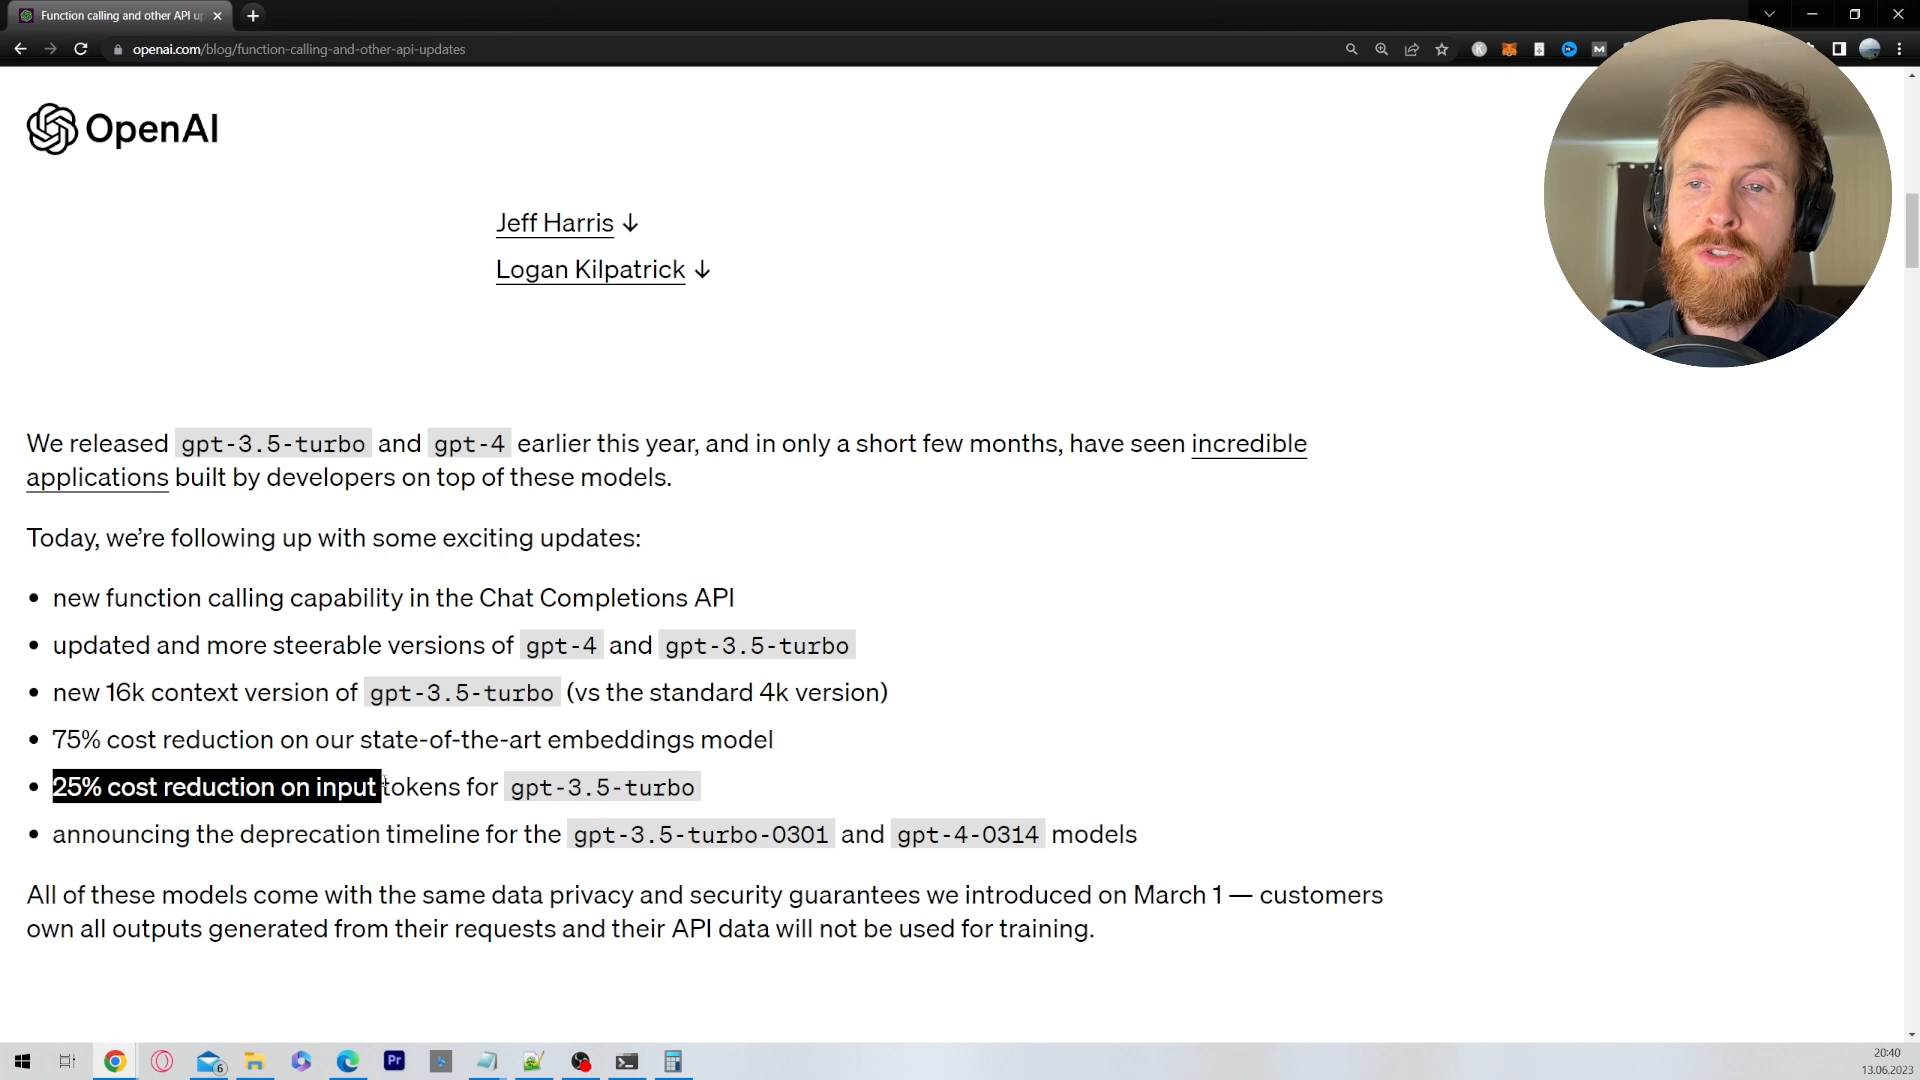 Function calling and other API up
openai.com/blog/function-calling-and-other-api-updates
OpenAI
Jeff Harris ↓
Logan Kilpatrick ↓
We released gpt-3.5-turbo and gpt-4 earlier this year, and in only a short few months, have seen incredible
applications built by developers on top of these models.
Today, we’re following up with some exciting updates:
• new function calling capability in the Chat Completions API
• updated and more steerable versions of gpt-4 and gpt-3.5-turbo
• new 16k context version of gpt-3.5-turbo (vs the standard 4k version)
• 75% cost reduction on our state-of-the-art embeddings model
• 25% cost reduction on input tokens for gpt-3.5-turbo
• announcing the deprecation timeline for the gpt-3.5-turbo-0301 and gpt-4-0314 models
All of these models come with the same data privacy and security guarantees we introduced on March 1 — customers
own all outputs generated from their requests and their API data will not be used for training.
6
Pr
20:40
13.06.2023